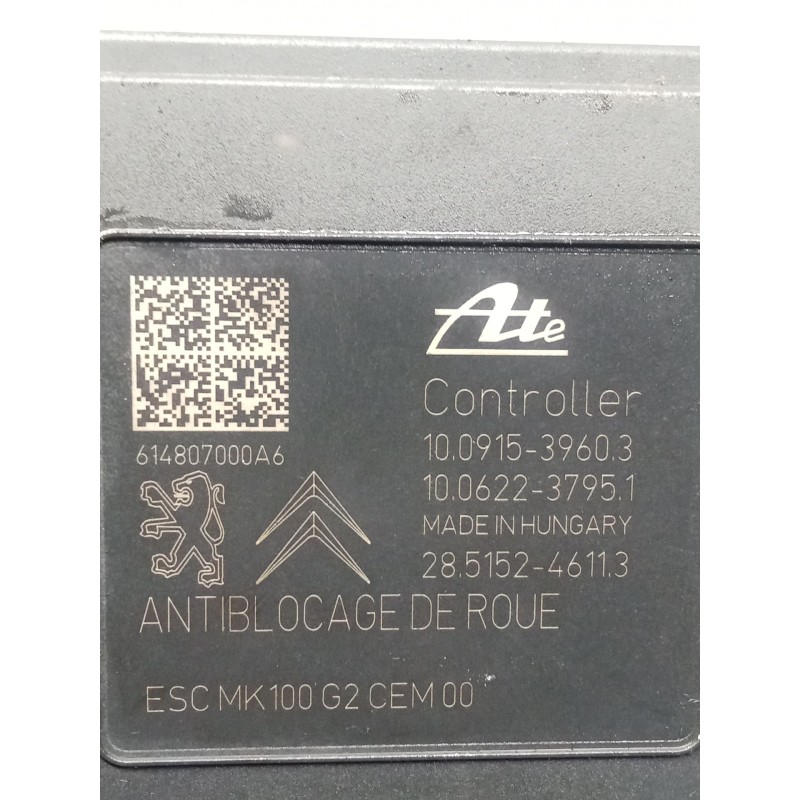 Ate
Controller
614807000A6
10.0915-3960.3
10.0622-3795.1
MADE IN HUNGARY
28.5152-4611.3
ANTIBLOCAGE DE ROUE
ESC MK100 G2 CEM 00